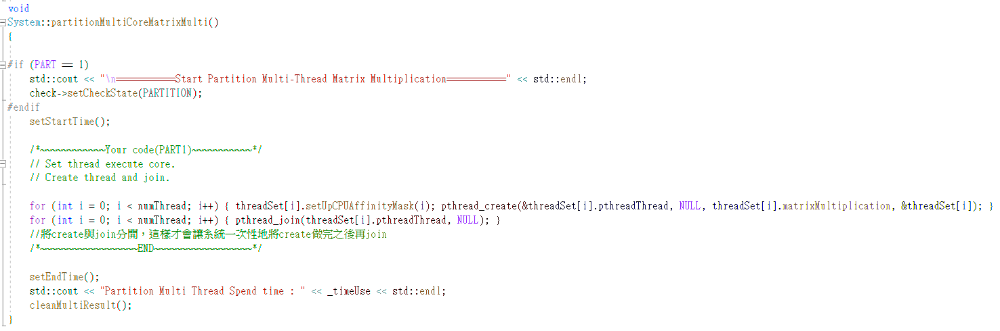 void
System::partitionMultiCoreMatrixMulti()
{
#if (PART == 1)
std::cout << "\n===========Start Partition Multi-Thread Matrix Multiplication===========" << std::endl;
check->setCheckState(PARTITION);
#endif
setStartTime();
/*~~~~~~~~~~~~Your code(PART1)~~~~~~~~~~~*/
// Set thread execute core.
// Create thread and join.
for (int i = 0; i < numThread; i++) { threadSet[i].setUpCPUAffinityMask(i); pthread_create(&threadSet[i].pthreadThread, NULL, threadSet[i].matrixMultiplication, &threadSet[i]); }
for (int i = 0; i < numThread; i++) { pthread_join(threadSet[i].pthreadThread, NULL); }
//將create與join分開，這樣才會讓系統一次性地將create做完之後再join
/*~~~~~~~~~~~~~~~~~~END~~~~~~~~~~~~~~~~~~*/
setEndTime();
std::cout << "Partition Multi Thread Spend time : " << _timeUse << std::endl;
cleanMultiResult();
}